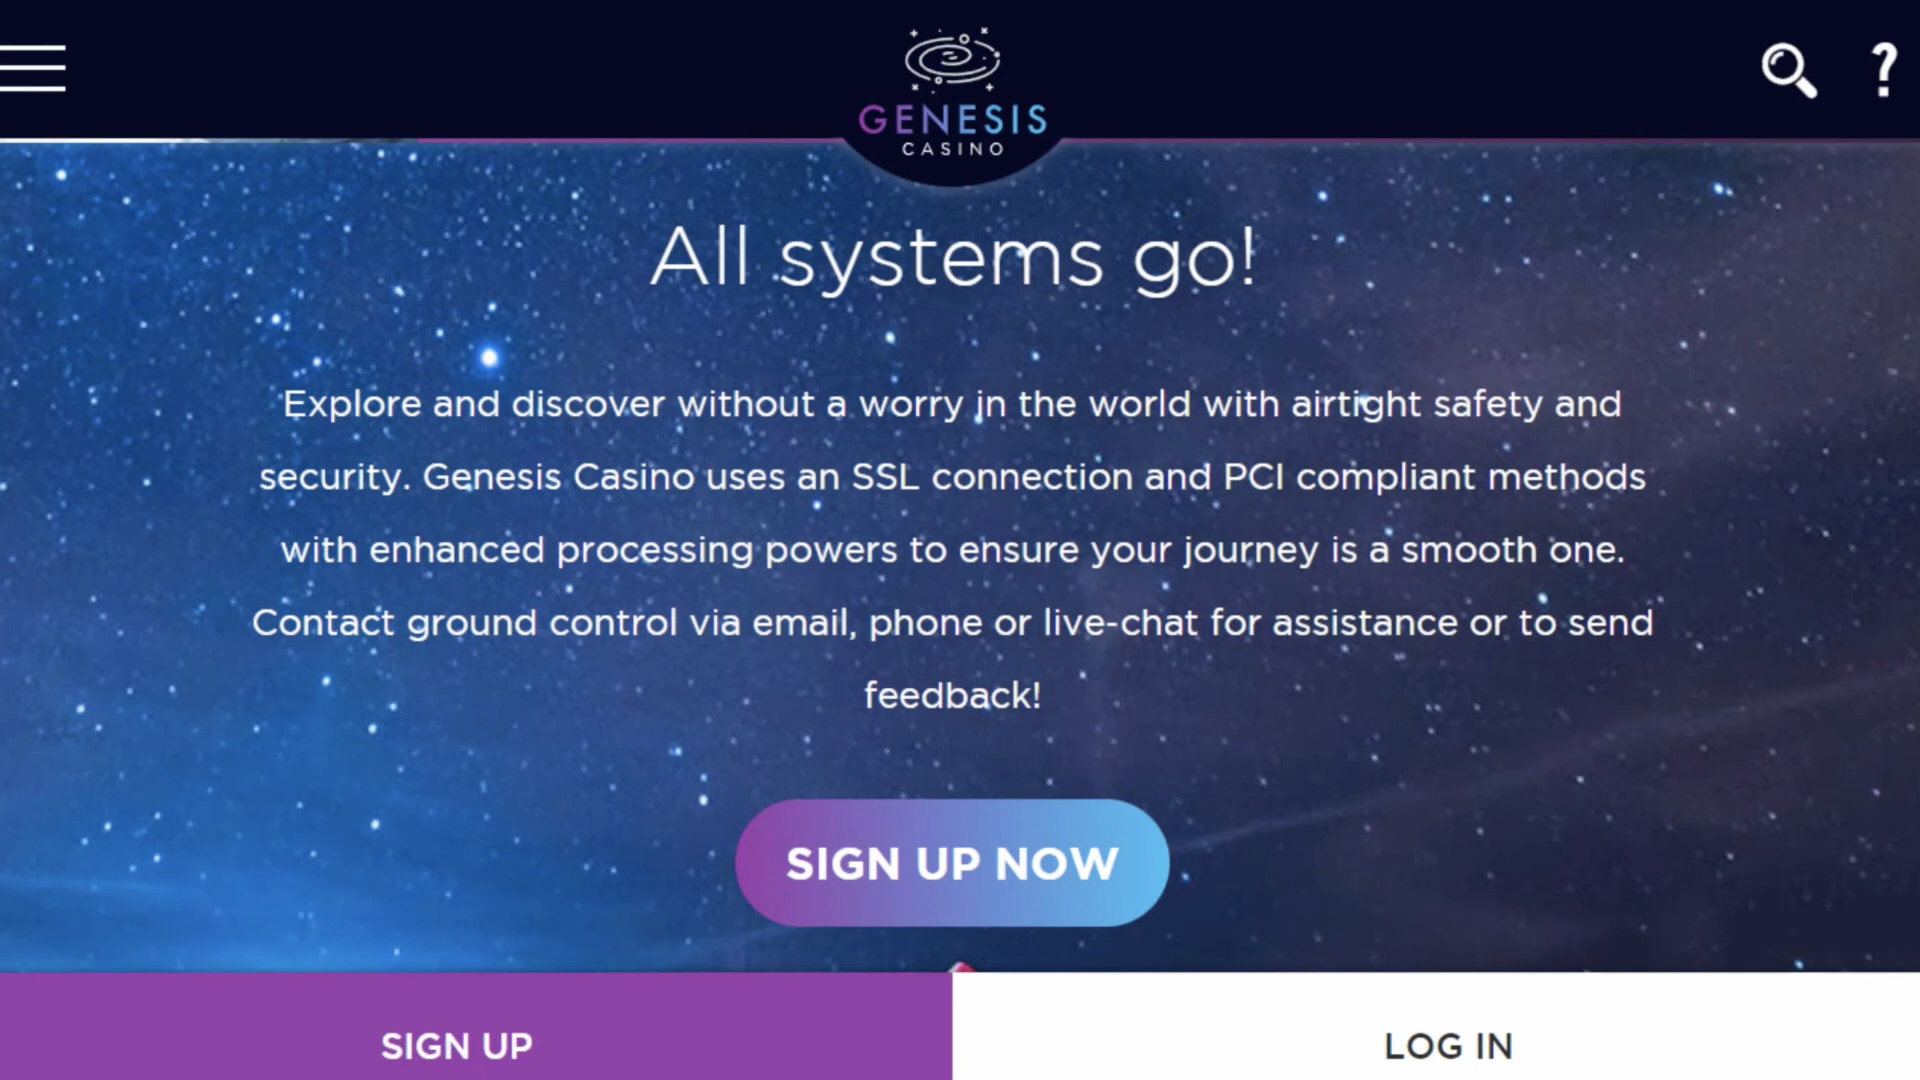 GENESIS
CASINO
All systems go!
Explore and discover without a worry in the world with airtight safety and
security. Genesis Casino uses an SSL connection and PCI compliant methods
with enhanced processing powers to ensure your journey is a smooth one.
Contact ground control via email, phone or live-chat for assistance or to send
feedback!
SIGN UP NOW
SIGN UP
LOG IN